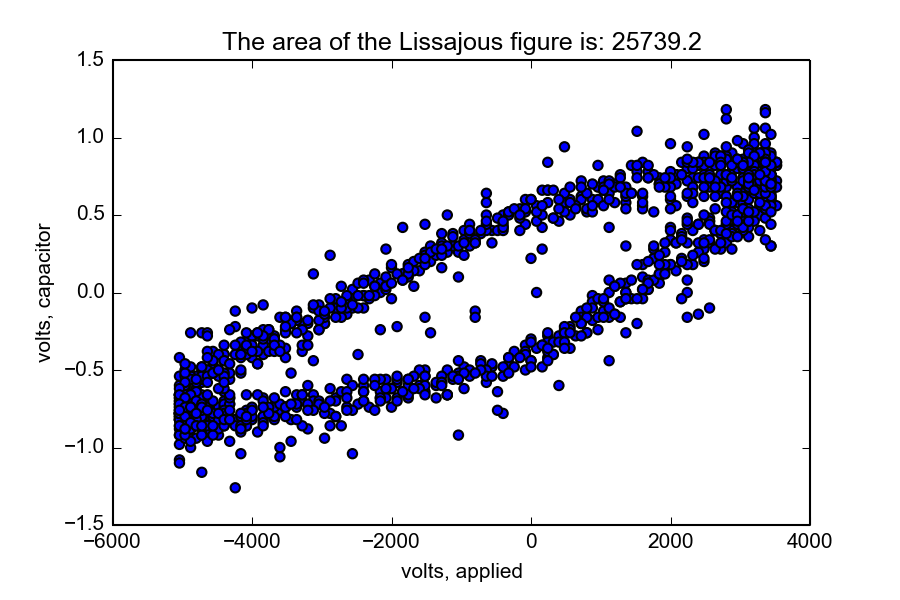 The area of the Lissajous figure is: 25739.2
1.5
1.0
0.5
0.0
−0.5
−1.0
−1.5
volts, capacitor
−6000 −4000 −2000 0 2000 4000
volts, applied